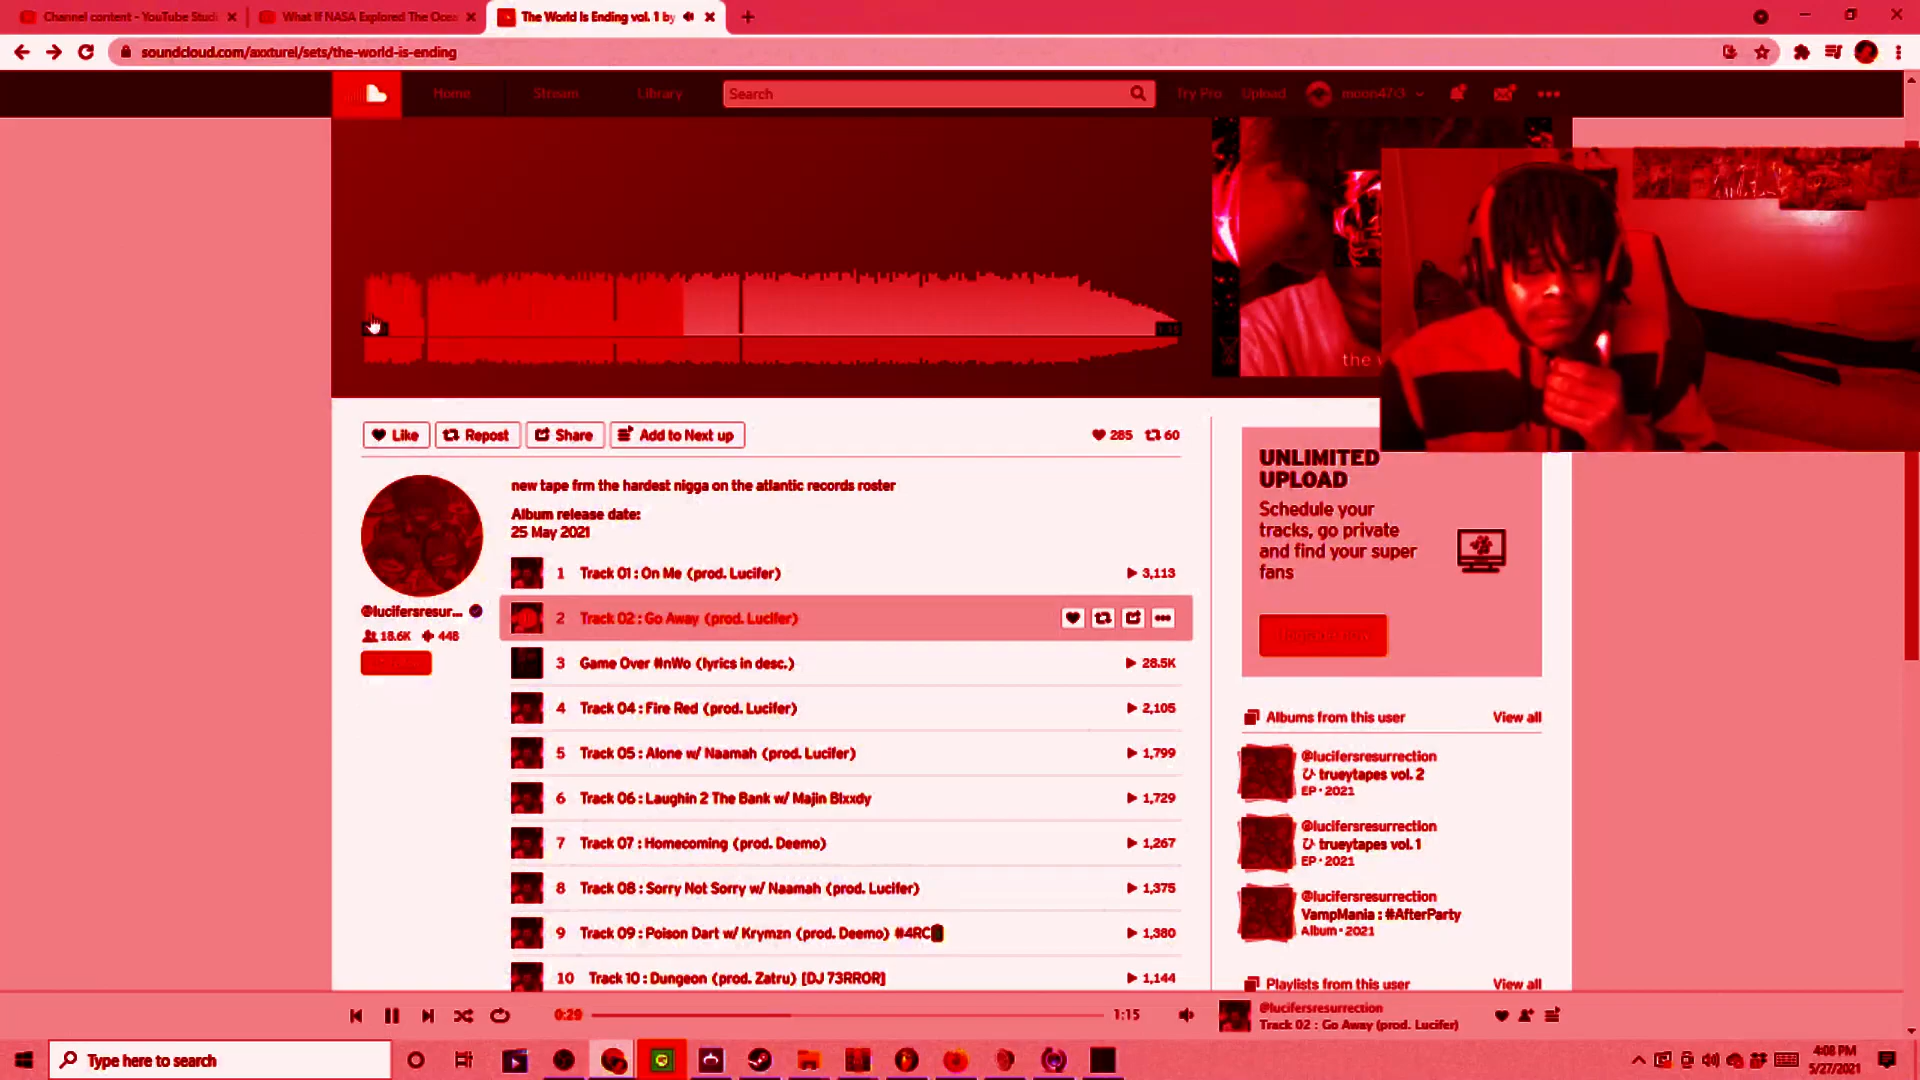 Channel content - YouTube Studi
What If NASA Explored The Ocea
The World Is Ending vol. 1 by
soundcloud.com/axxturel/sets/the-world-is-ending
Home
Stream
Library
Search
Try Pro
Upload
moon47r3
the
Like
Repost
Share
Add to Next up
285
60
new tape frm the hardest nigga on the atlantic records roster
Album release date:
25 May 2021
@lucifersresur...
18.6K 448
1 Track 01 : On Me (prod. Lucifer) 3,113
2 Track 02 : Go Away (prod. Lucifer)
3 Game Over #nWo (lyrics in desc.) 28.5K
4 Track 04 : Fire Red (prod. Lucifer) 2,105
5 Track 05 : Alone w/ Naamah (prod. Lucifer) 1,799
6 Track 06 : Laughin 2 The Bank w/ Majin Blxxdy 1,729
7 Track 07 : Homecoming (prod. Deemo) 1,267
8 Track 08 : Sorry Not Sorry w/ Naamah (prod. Lucifer) 1,375
9 Track 09 : Poison Dart w/ Krymzn (prod. Deemo) #4RC 1,380
10 Track 10 : Dungeon (prod. Zatru) [DJ 73RROR] 1,144
UNLIMITED
UPLOAD
Schedule your
tracks, go private
and find your super
fans
Albums from this user View all
@lucifersresurrection
ひ trueytapes vol. 2
EP · 2021
@lucifersresurrection
ひ trueytapes vol. 1
EP · 2021
@lucifersresurrection
VampMania : #AfterParty
Album · 2021
Playlists from this user View all
0:29
1:15
@lucifersresurrection
Track 02 : Go Away (prod. Lucifer)
Type here to search
4:08 PM
5/27/2021